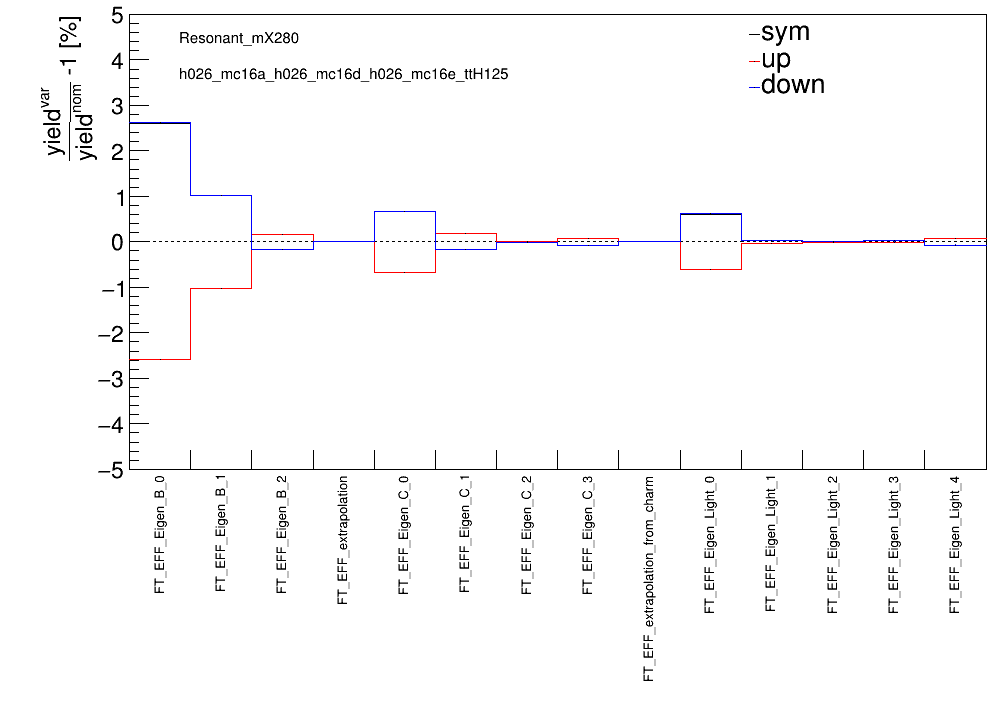 yield^var / yield^nom -1 [%]
5
4
3
2
1
0
−1
−2
−3
−4
−5
Resonant_mX280
h026_mc16a_h026_mc16d_h026_mc16e_ttH125
sym
up
down
FT_EFF_Eigen_B_0
FT_EFF_Eigen_B_1
FT_EFF_Eigen_B_2
FT_EFF_extrapolation
FT_EFF_Eigen_C_0
FT_EFF_Eigen_C_1
FT_EFF_Eigen_C_2
FT_EFF_Eigen_C_3
FT_EFF_extrapolation_from_charm
FT_EFF_Eigen_Light_0
FT_EFF_Eigen_Light_1
FT_EFF_Eigen_Light_2
FT_EFF_Eigen_Light_3
FT_EFF_Eigen_Light_4